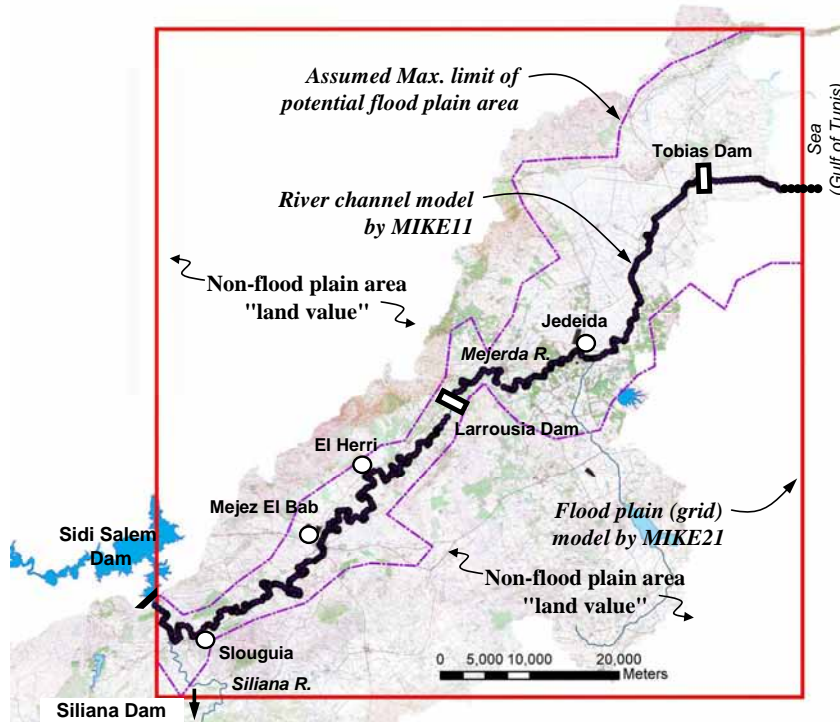 Assumed Max. limit of
potential flood plain area
Sea
(Gulf of Tunis)
Tobias Dam
River channel model
by MIKE11
Non-flood plain area
"land value"
Jedeida
Mejerda R.
Larrousia Dam
El Herri
Mejez El Bab
Sidi Salem
Dam
Flood plain (grid)
model by MIKE21
Non-flood plain area
"land value"
Slouguia
Siliana R.
0 5,000 10,000 20,000
Meters
Siliana Dam